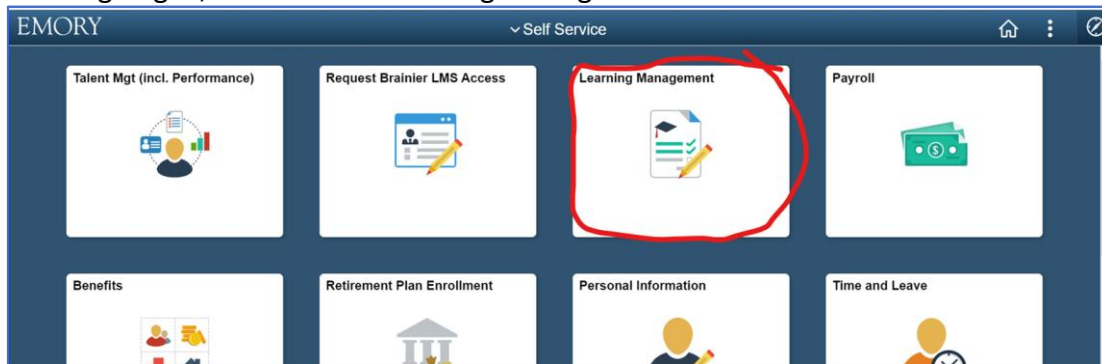 EMORY
Self Service
Talent Mgt (incl. Performance)
Request Brainier LMS Access
Learning Management
Payroll
Benefits
Retirement Plan Enrollment
Personal Information
Time and Leave